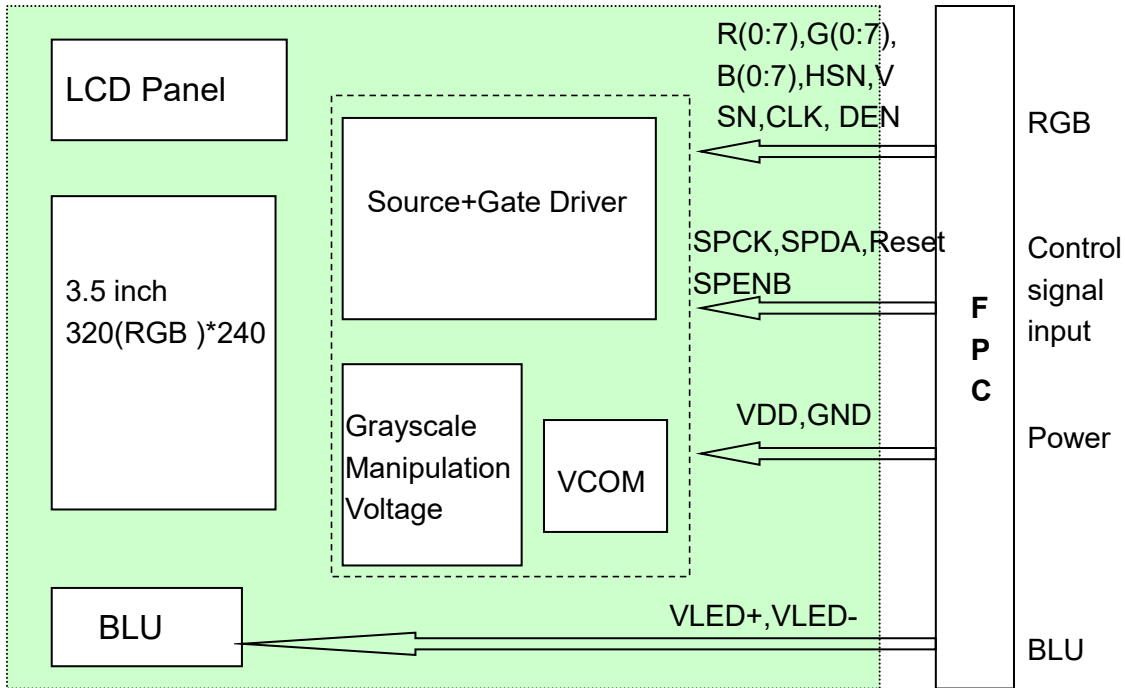 LCD Panel
3.5 inch
320(RGB )*240
BLU
Source+Gate Driver
Grayscale
Manipulation
Voltage
VCOM
R(0:7),G(0:7),
B(0:7),HSN,V
SN,CLK, DEN
SPCK,SPDA,Reset
SPENB
VDD,GND
VLED+,VLED-
F
P
C
RGB
Control
signal
input
Power
BLU